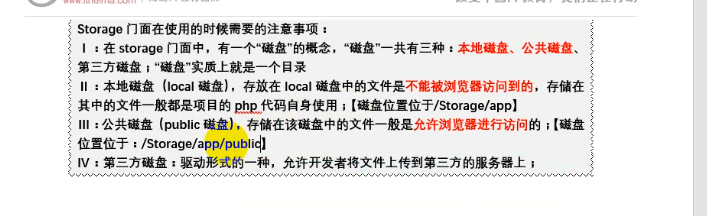 Storage 门面在使用的时候需要的注意事项：
Ⅰ：在 storage 门面中，有一个“磁盘”的概念，“磁盘”一共有三种：本地磁盘、公共磁盘、
第三方磁盘；“磁盘”实质上就是一个目录
Ⅱ：本地磁盘（local 磁盘），存放在 local 磁盘中的文件是不能被浏览器访问到的，存储在
其中的文件一般都是项目的 php 代码自身使用；【磁盘位置位于/Storage/app】
Ⅲ：公共磁盘（public 磁盘），存储在该磁盘中的文件一般是允许浏览器进行访问的；【磁盘
位置位于：/Storage/app/public】
Ⅳ：第三方磁盘：驱动形式的一种，允许开发者将文件上传到第三方的服务器上；